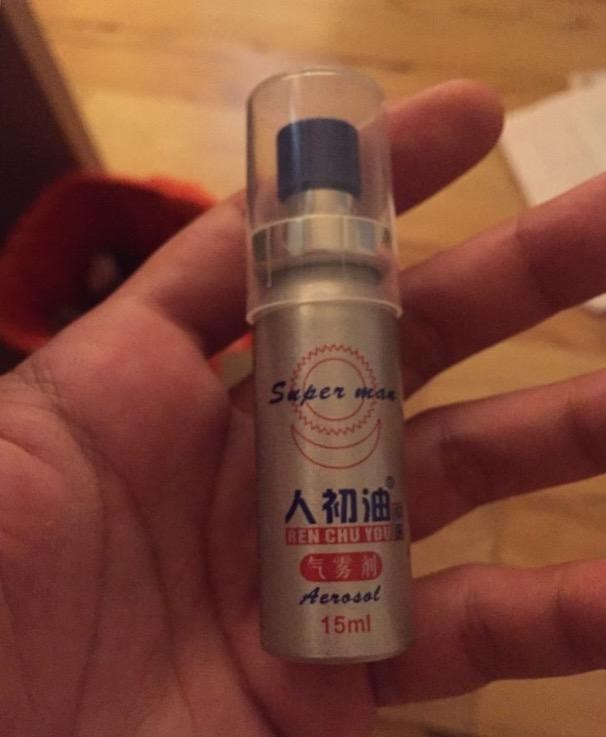 Super man
人初油®
REN CHU YOU
气雾剂
Aerosol
15ml